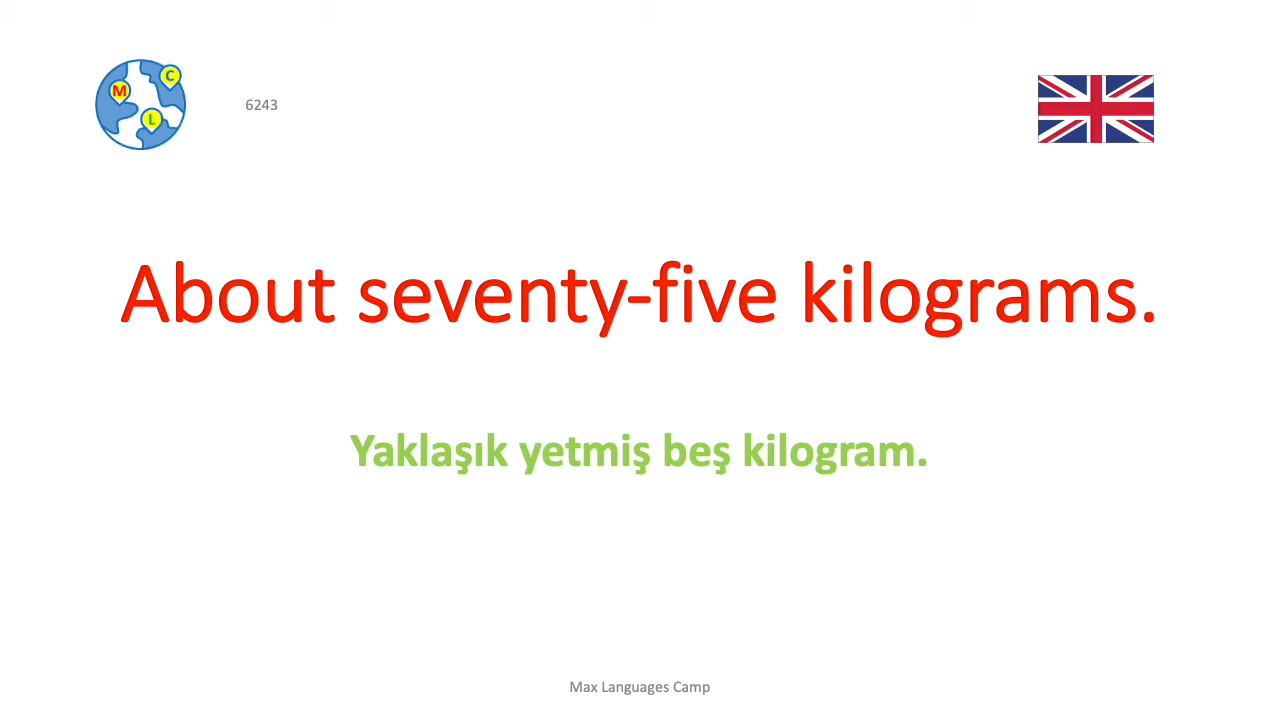 C
M
L
6243
About seventy-five kilograms.
Yaklaşık yetmiş beş kilogram.
Max Languages Camp